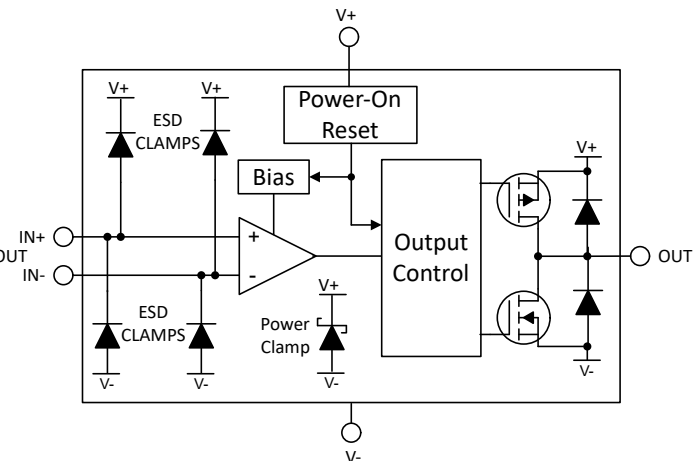 V+
V+
V+
ESD
CLAMPS
Power-On
Reset
V+
Bias
IN+
OUT
IN-
+
-
Output
Control
OUT
V+
ESD
CLAMPS
Power
Clamp
V-
V-
V-
V-
V-